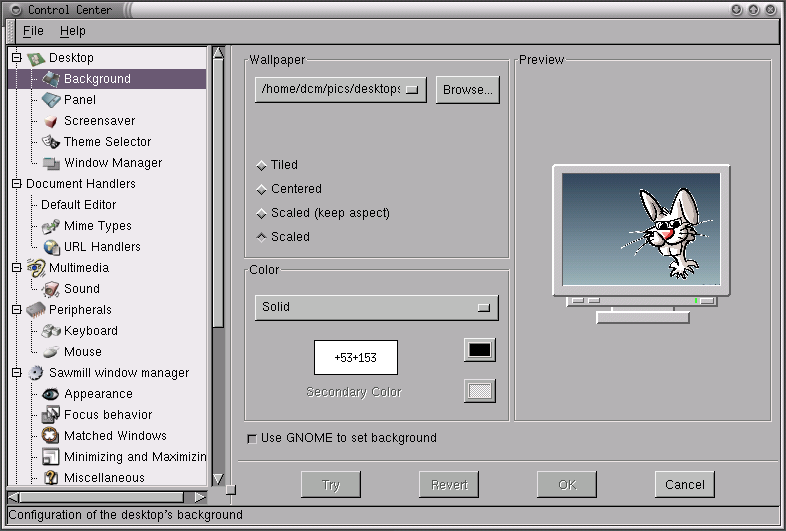 Control Center
File Help
Desktop
Background
Panel
Screensaver
Theme Selector
Window Manager
Document Handlers
Default Editor
Mime Types
URL Handlers
Multimedia
Sound
Peripherals
Keyboard
Mouse
Sawmill window manager
Appearance
Focus behavior
Matched Windows
Minimizing and Maximizin
Miscellaneous
Wallpaper
/home/dcm/pics/desktops
Browse...
Tiled
Centered
Scaled (keep aspect)
Scaled
Color
Solid
+53+153
Secondary Color
Use GNOME to set background
Preview
Try Revert OK Cancel
Configuration of the desktop's background